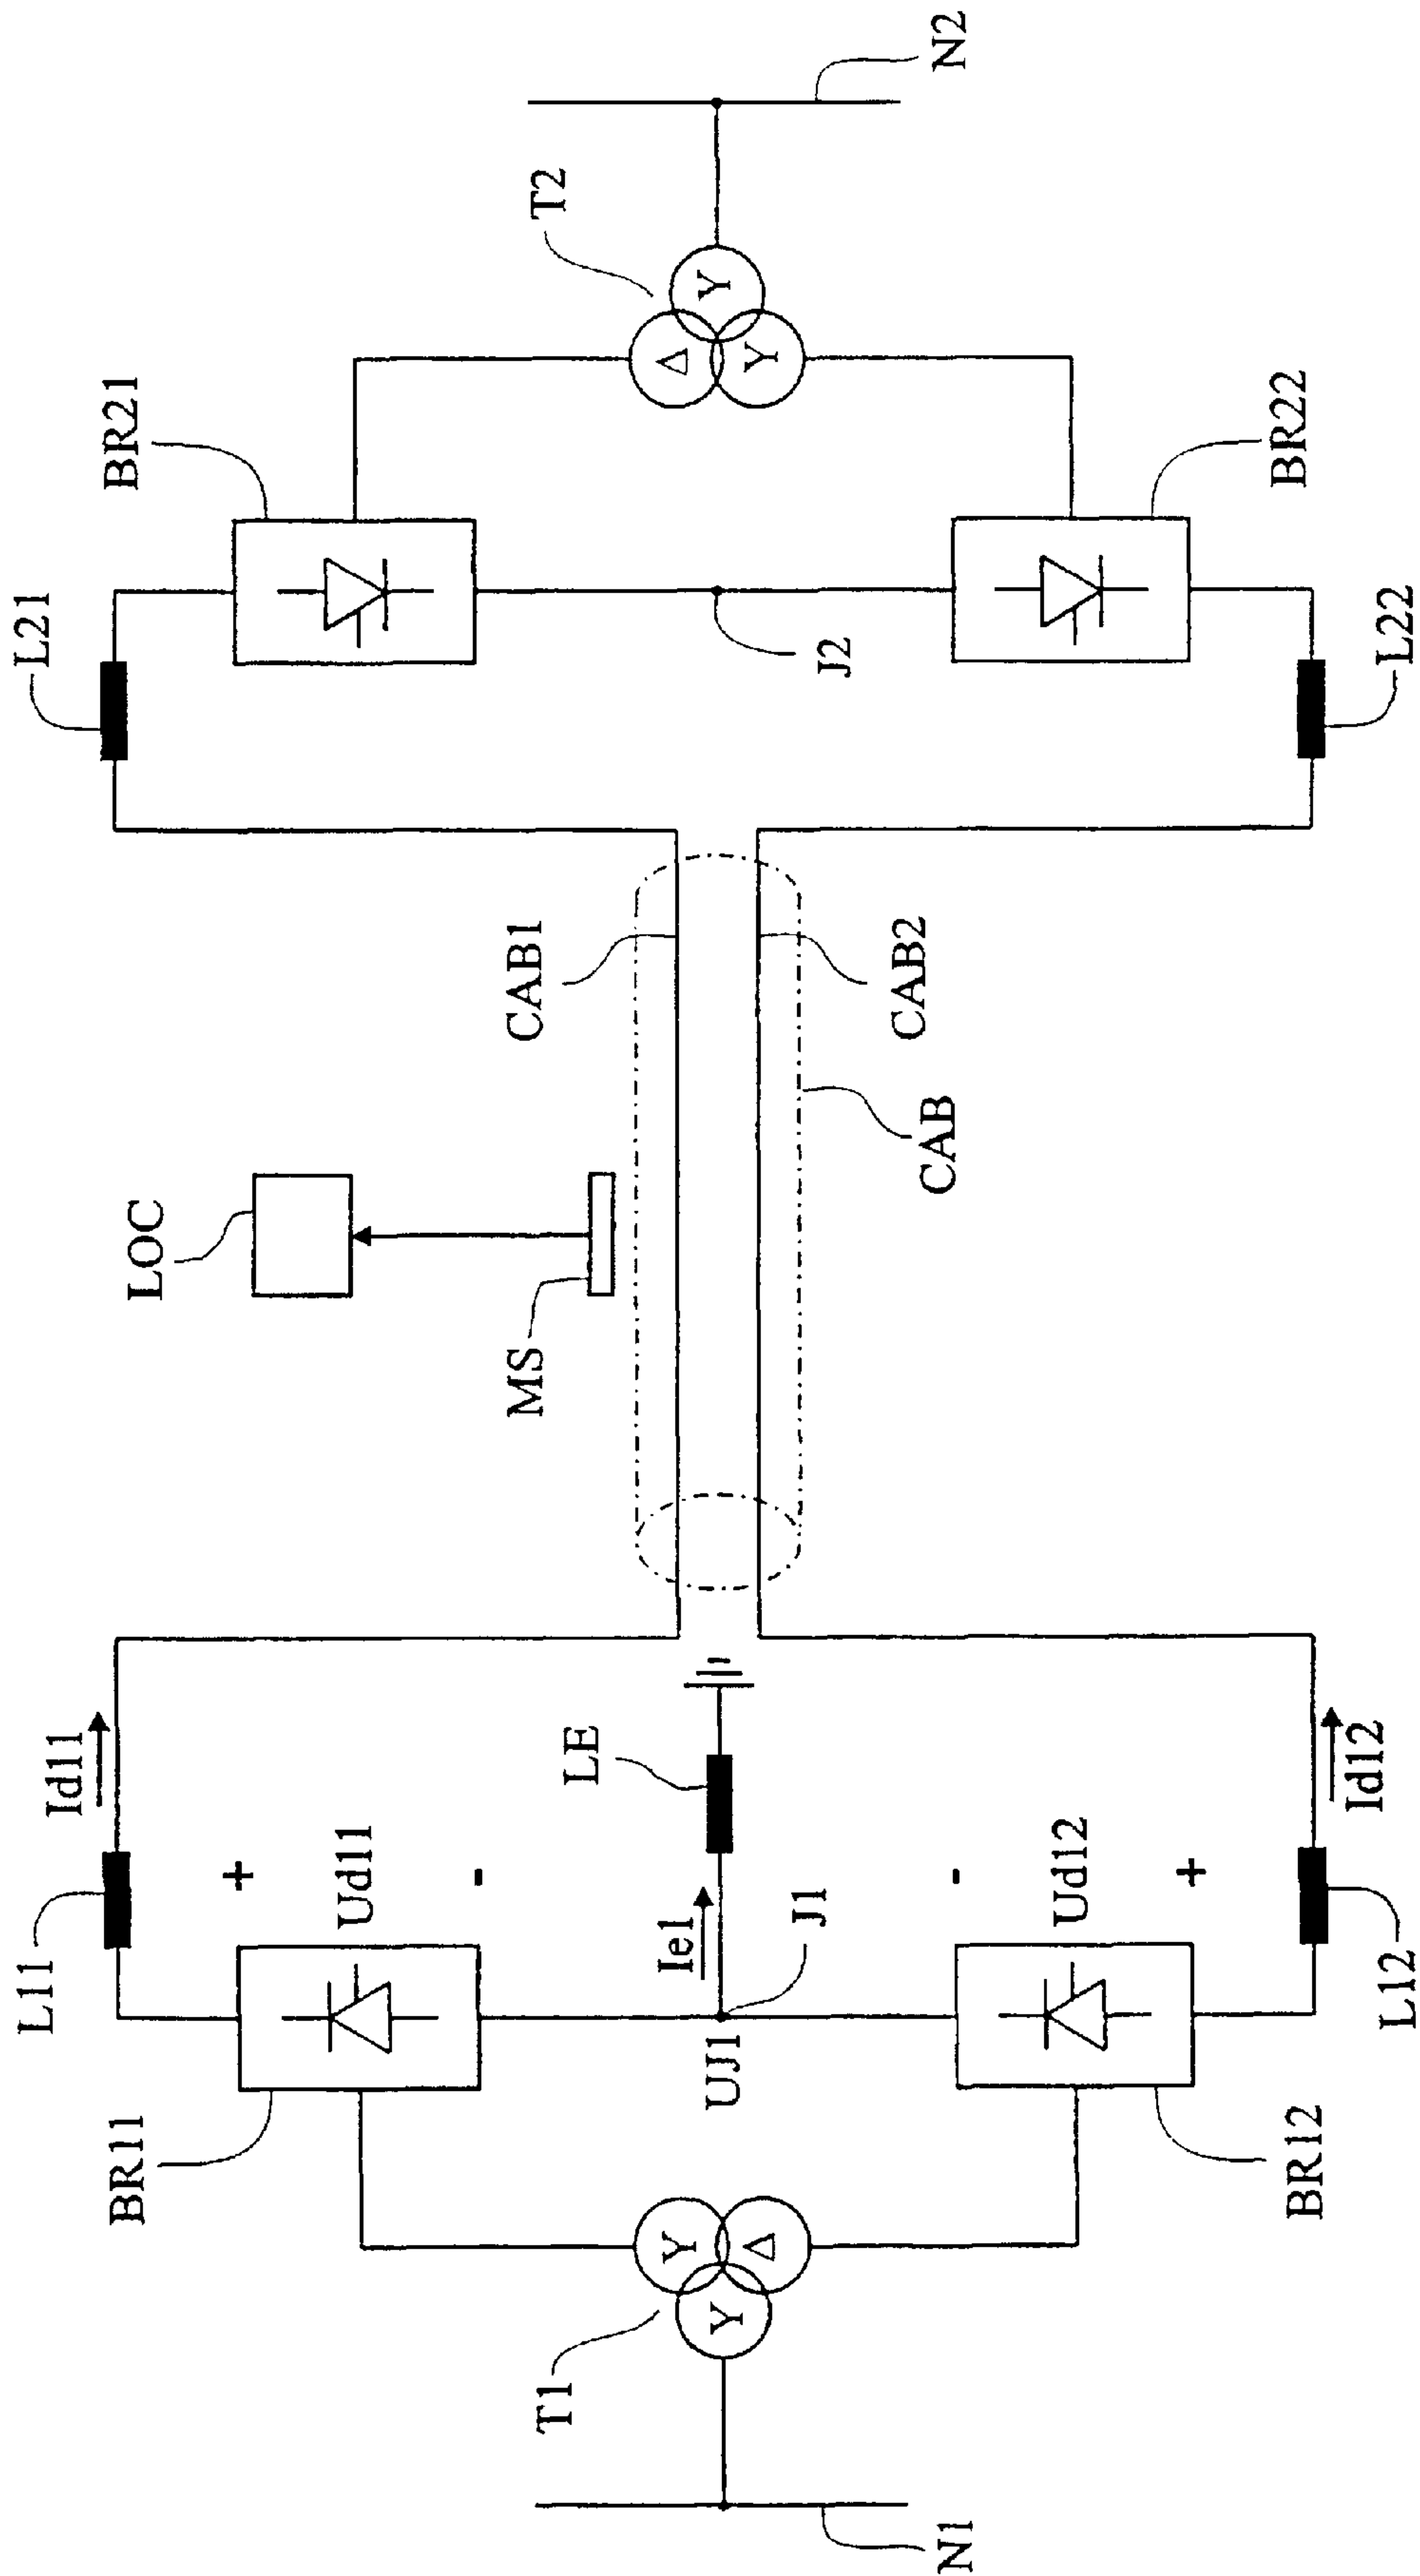 L11
Id11
L21
BR11
+
Ud11
-
LOC
BR21
T1
Y
Y
Δ
UJ1
Ie1
J1
LE
MS
CAB1
CAB2
CAB
J2
Δ
Y
Y
T2
N1
N2
BR12
-
Ud12
+
BR22
L12
Id12
L22